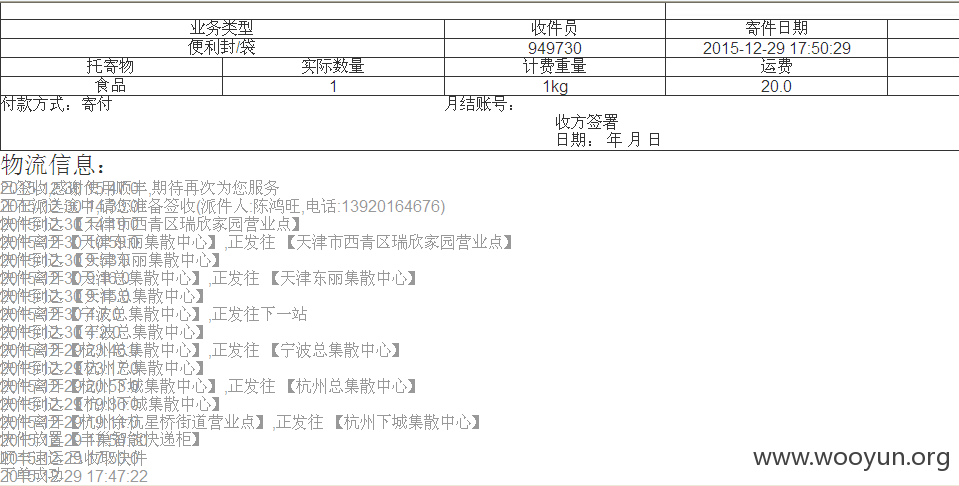 业务类型 收件员 寄件日期
便利封/袋 949730 2015-12-29 17:50:29
托寄物 实际数量 计费重量 运费
食品 1 1kg 20.0
付款方式：寄付 月结账号：
收方签署
日期： 年 月 日
物流信息：
已签收,感谢使用顺丰,期待再次为您服务
正在派送途中,请您准备签收(派件人:陈鸿旺,电话:13920164676)
快件到达 【天津市西青区瑞欣家园营业点】
快件离开 【天津东丽集散中心】,正发往 【天津市西青区瑞欣家园营业点】
快件到达 【天津东丽集散中心】
快件离开 【天津总集散中心】,正发往 【天津东丽集散中心】
快件到达 【天津总集散中心】
快件离开 【宁波总集散中心】,正发往下一站
快件到达 【宁波总集散中心】
快件离开 【杭州总集散中心】,正发往 【宁波总集散中心】
快件到达 【杭州总集散中心】
快件离开 【杭州下城集散中心】,正发往 【杭州总集散中心】
快件到达 【杭州下城集散中心】
快件离开 【杭州余杭星桥街道营业点】,正发往 【杭州下城集散中心】
快件放置 【丰巢智能快递柜】
顺丰速运 已收取快件
下单成功
2015-12-29 17:47:22
www.wooyun.org